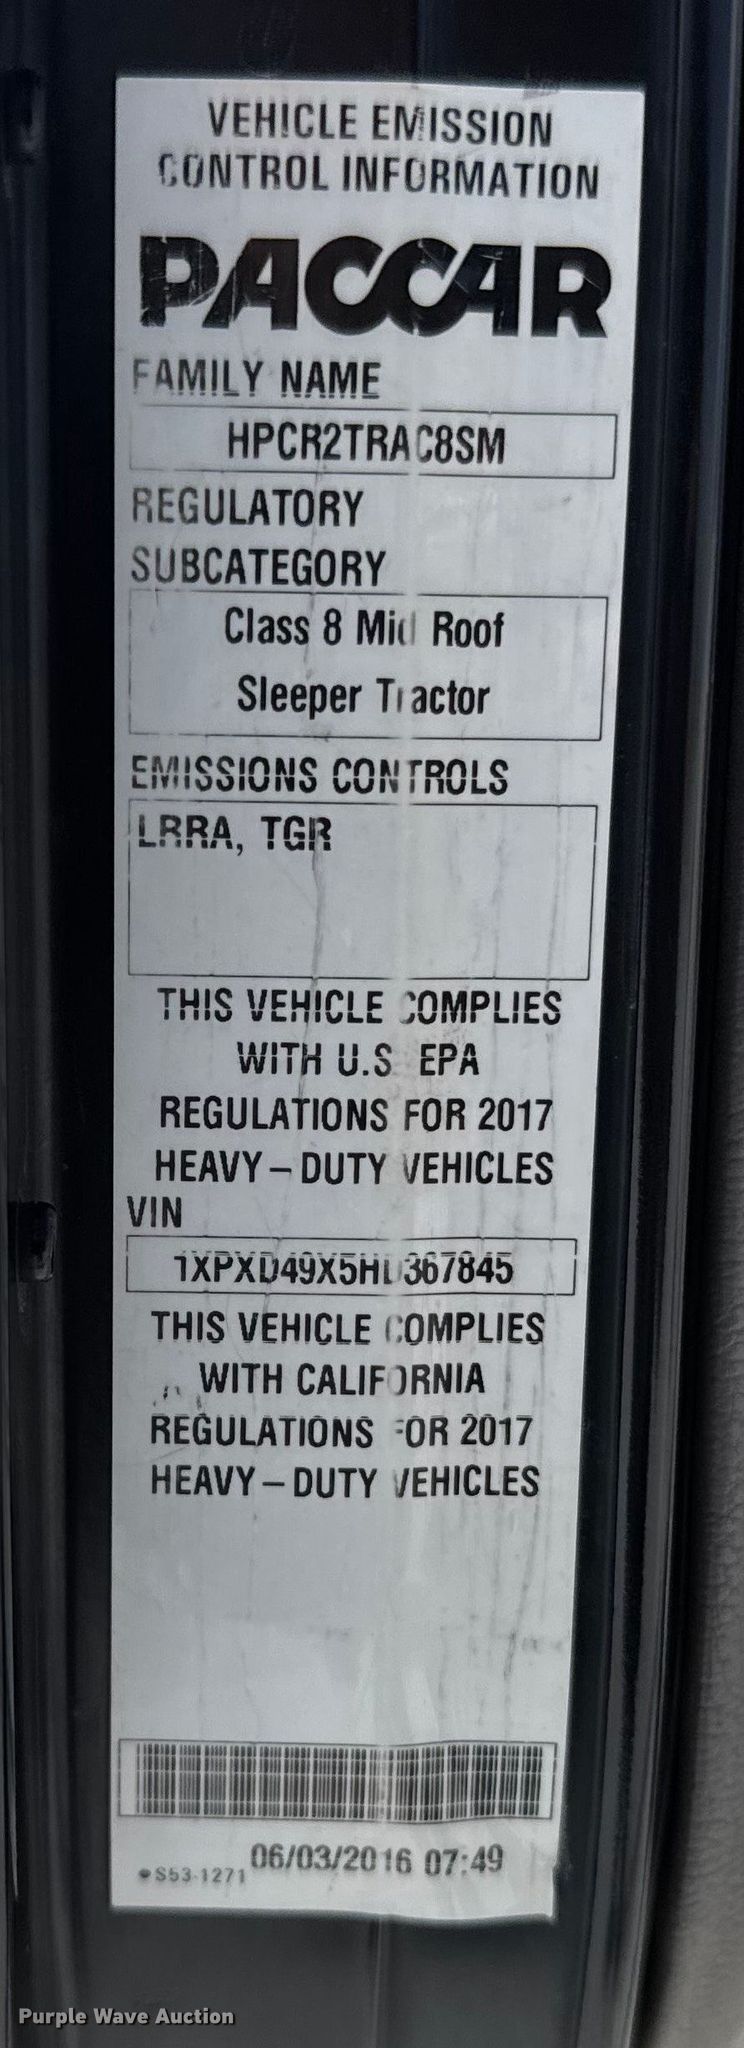 VEHICLE EMISSION
CONTROL INFORMATION
PACCAR
FAMILY NAME
HPCR2TRAC8SM
REGULATORY
SUBCATEGORY
Class 8 Mid Roof
Sleeper Tractor
EMISSIONS CONTROLS
LRRA, TGR
THIS VEHICLE COMPLIES
WITH U.S. EPA
REGULATIONS FOR 2017
HEAVY–DUTY VEHICLES
VIN
1XPXD49X5HD367845
THIS VEHICLE COMPLIES
WITH CALIFORNIA
REGULATIONS FOR 2017
HEAVY–DUTY VEHICLES
S53-1271 06/03/2016 07:49
Purple Wave Auction